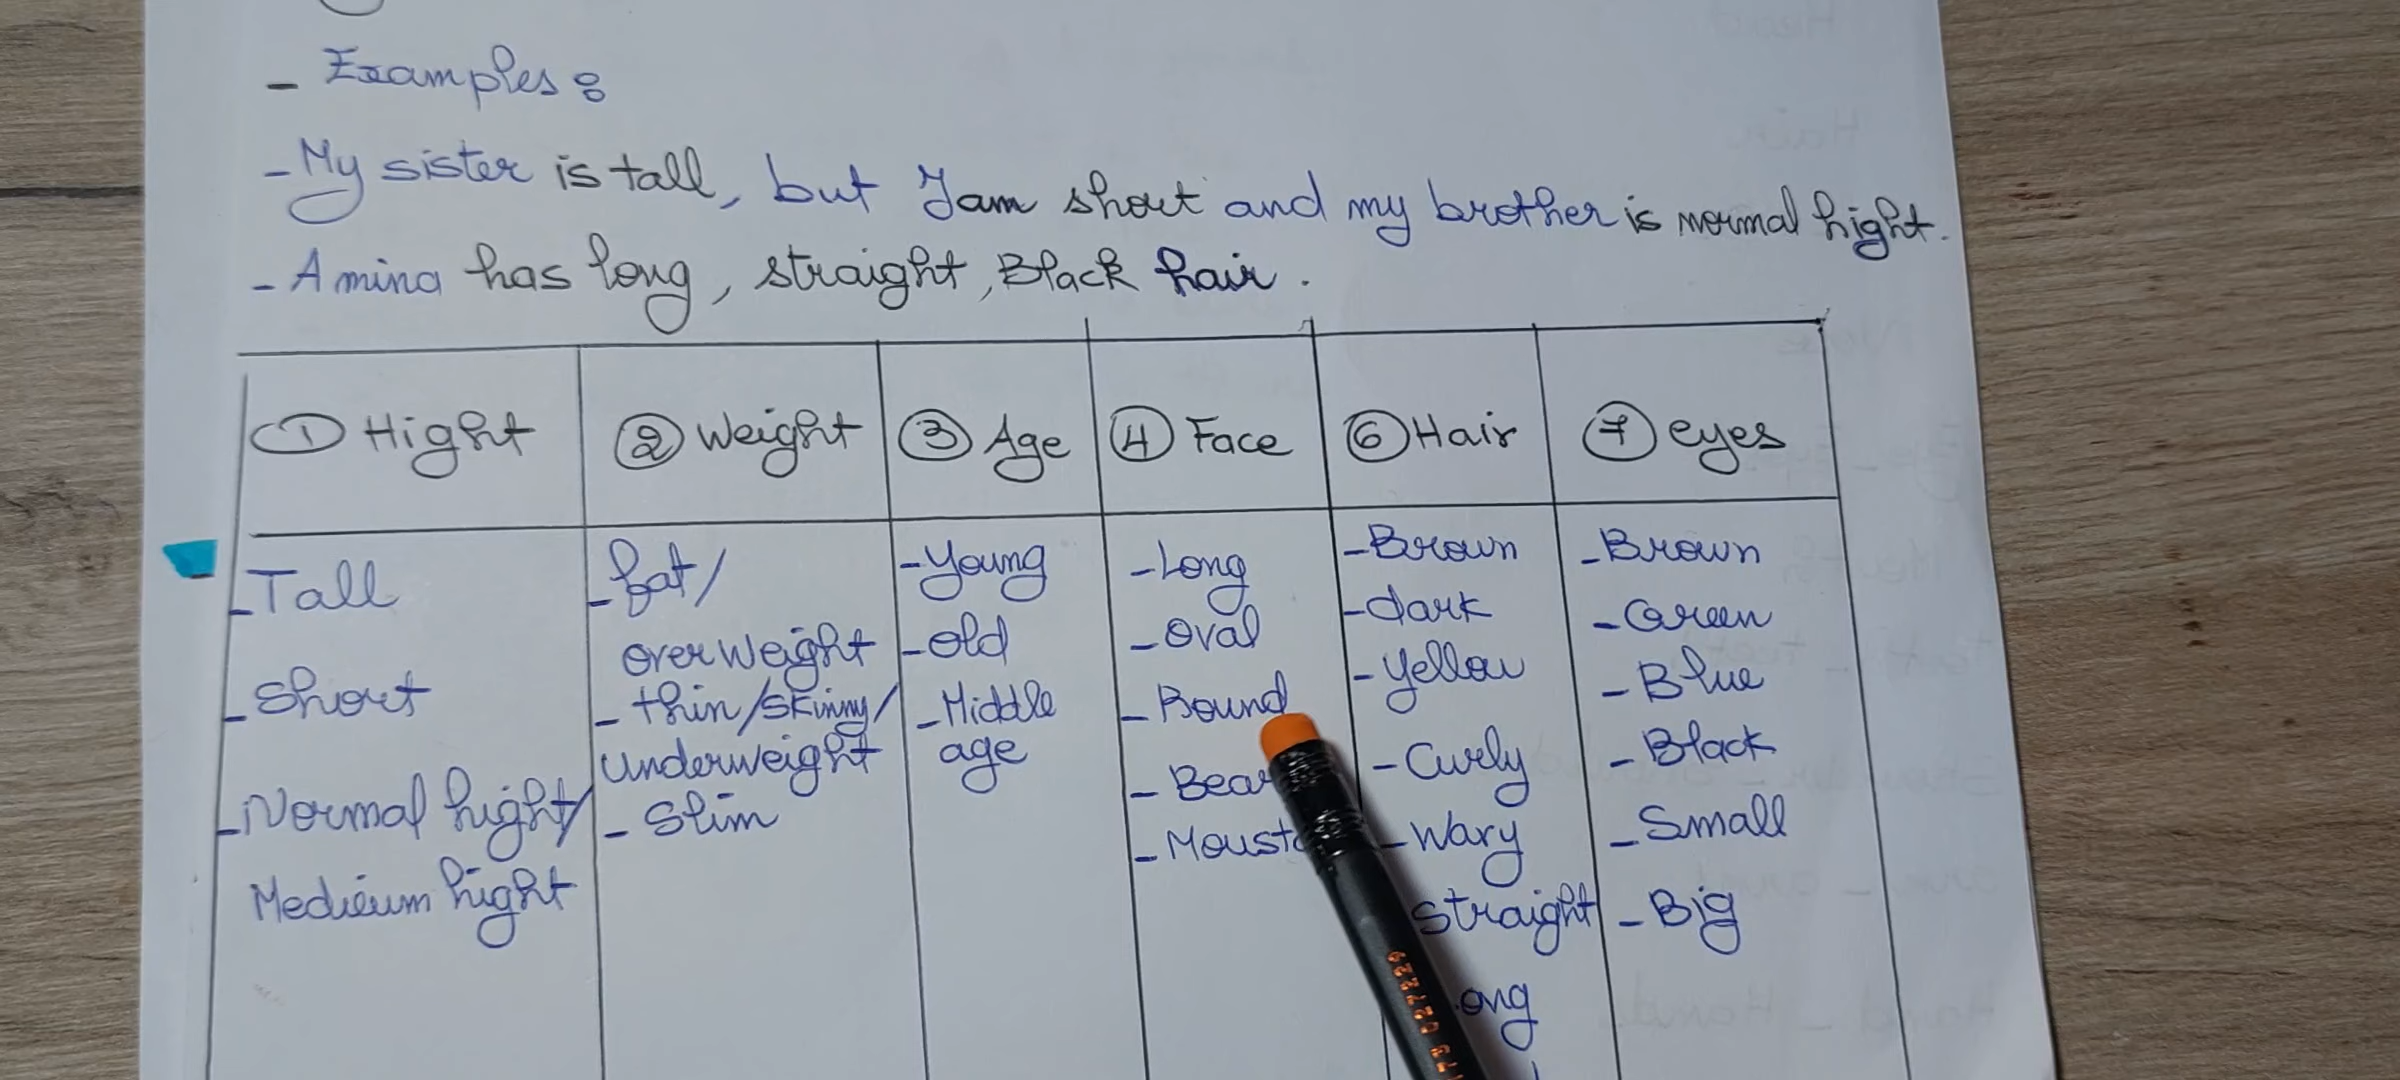 - Examples :
- My sister is tall, but I am short and my brother is normal hight.
- Amina has long, straight, Black hair.
① Hight
② Weight
③ Age
④ Face
⑥ Hair
⑦ eyes
- Tall
- Short
- Normal hight/
Medium hight
- fat/
overweight
- thin/skinny/
underweight
- Slim
- Young
- old
- Middle
age
- Long
- Oval
- Round
- Bear
- Moust
- Brown
- dark
- Yellow
- Curly
- Wavy
straight
ong
- Brown
- Green
- Blue
- Black
- Small
- Big